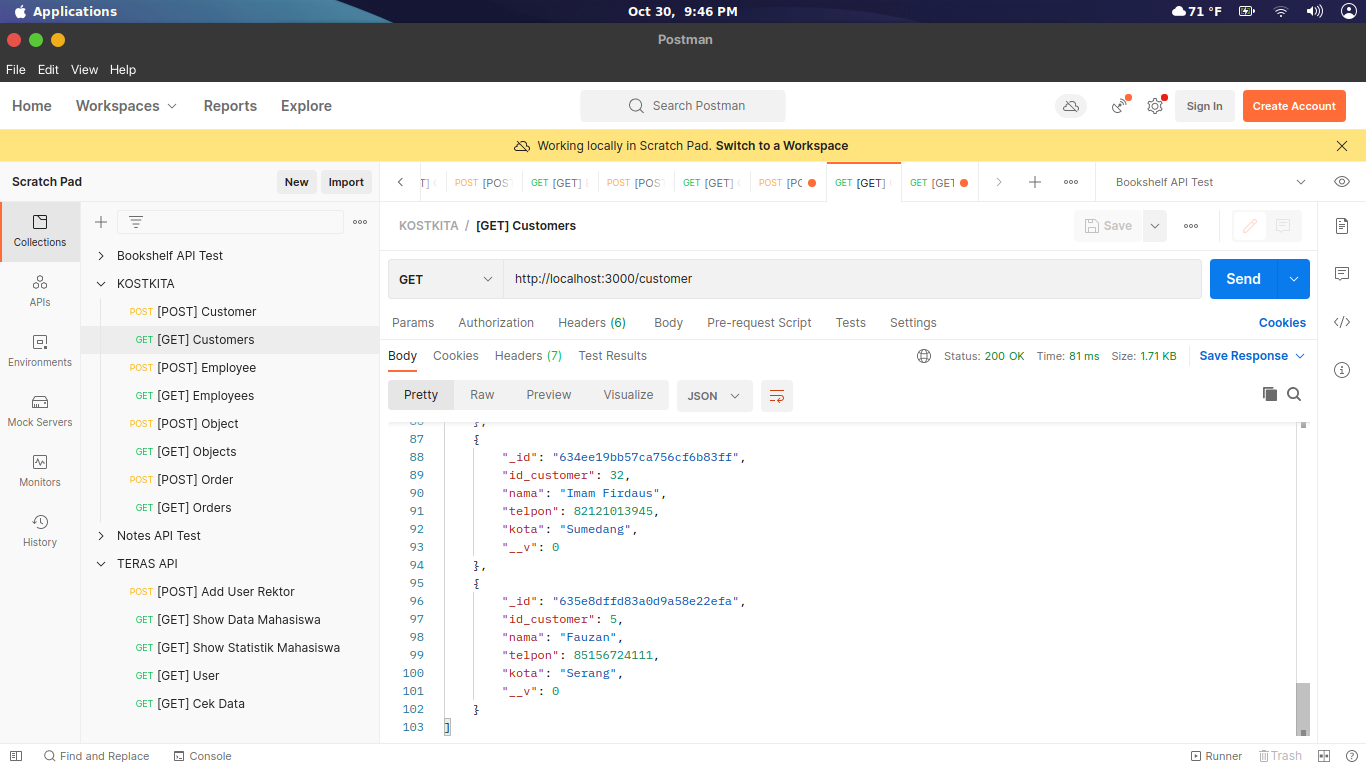 Applications
Oct 30, 9:46 PM
71 °F
Postman
File Edit View Help
Home Workspaces Reports Explore
Search Postman
Sign In
Create Account
Working locally in Scratch Pad. Switch to a Workspace
Scratch Pad
New
Import
POST [POS
GET [GET]
POST [POS
GET [GET]
POST [PC
GET [GET]
GET [GET
Bookshelf API Test
Collections
APIs
Environments
Mock Servers
Monitors
History
Bookshelf API Test
KOSTKITA
POST [POST] Customer
GET [GET] Customers
POST [POST] Employee
GET [GET] Employees
POST [POST] Object
GET [GET] Objects
POST [POST] Order
GET [GET] Orders
Notes API Test
TERAS API
POST [POST] Add User Rektor
GET [GET] Show Data Mahasiswa
GET [GET] Show Statistik Mahasiswa
GET [GET] User
GET [GET] Cek Data
KOSTKITA / [GET] Customers
Save
GET
http://localhost:3000/customer
Send
Params Authorization Headers (6) Body Pre-request Script Tests Settings
Cookies
Body Cookies Headers (7) Test Results
Status: 200 OK Time: 81 ms Size: 1.71 KB
Save Response
Pretty Raw Preview Visualize
JSON
87 {
88 "_id": "634ee19bb57ca756cf6b83ff",
89 "id_customer": 32,
90 "nama": "Imam Firdaus",
91 "telpon": 82121013945,
92 "kota": "Sumedang",
93 "__v": 0
94 },
95 {
96 "_id": "635e8dffd83a0d9a58e22efa",
97 "id_customer": 5,
98 "nama": "Fauzan",
99 "telpon": 85156724111,
100 "kota": "Serang",
101 "__v": 0
102 }
103 ]
Find and Replace
Console
Runner
Trash